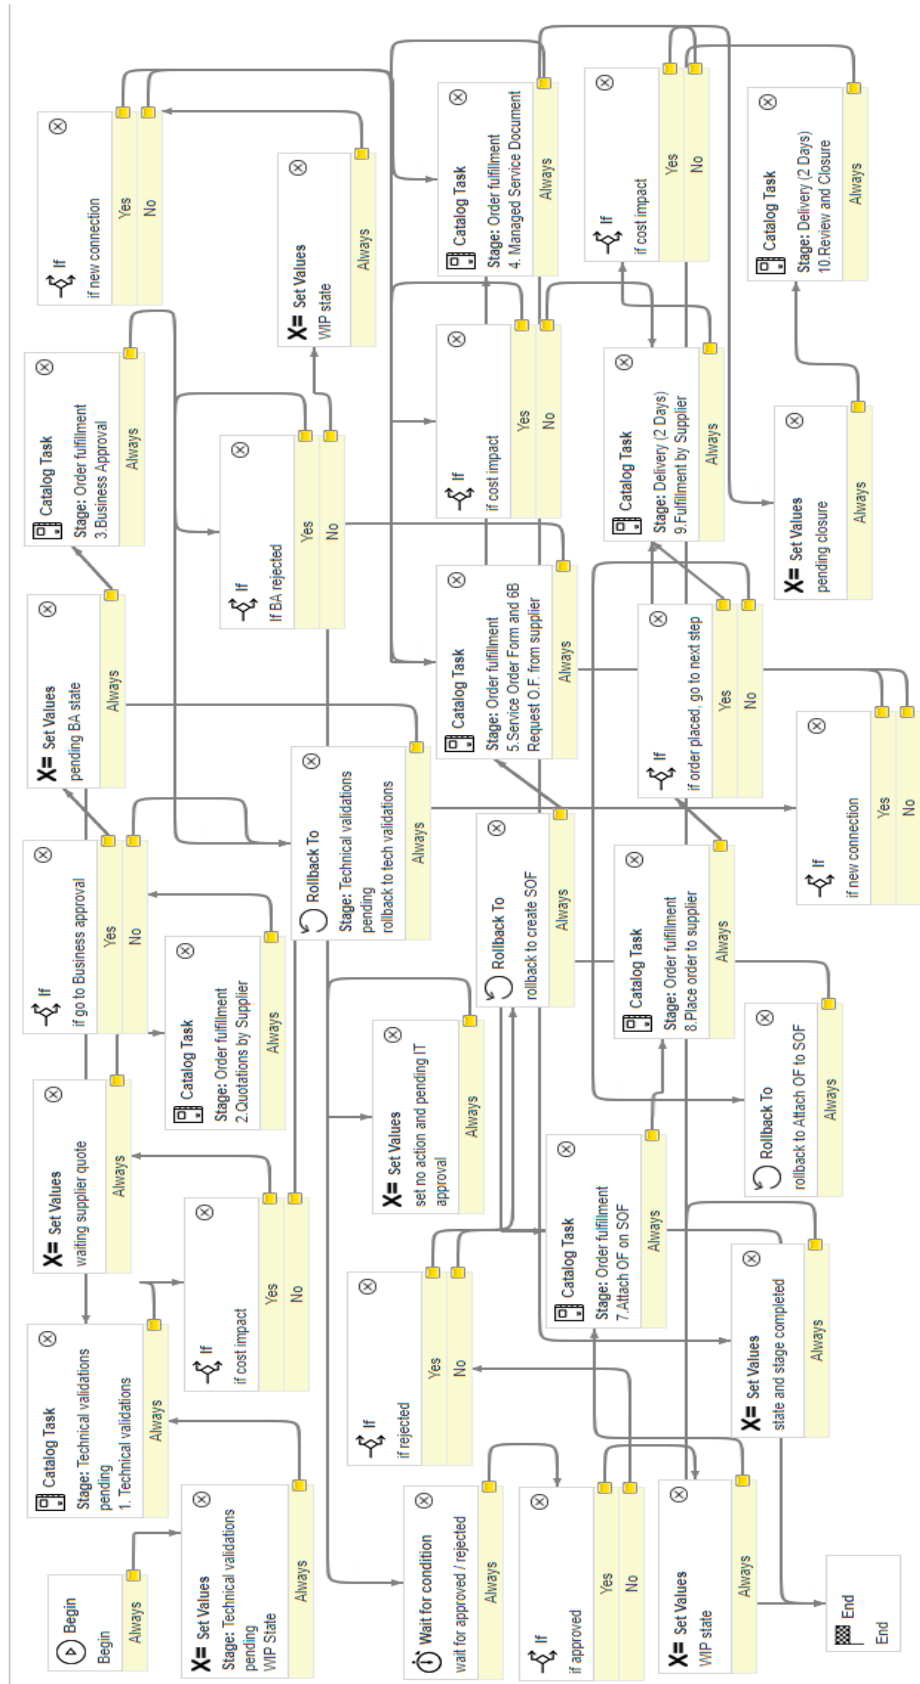 Begin
Begin
Always
X= Set Values
Stage: Technical validations
pending
WIP State
Always
Catalog Task
Stage: Technical validations
pending
1. Technical validations
Always
If
if cost impact
Yes
No
X= Set Values
waiting supplier quote
Always
Catalog Task
Stage: Order fulfillment
2.Quotations by Supplier
Always
If
if go to Business approval
Yes
No
X= Set Values
pending BA state
Always
Rollback To
Stage: Technical validations
pending
rollback to tech validations
Always
Catalog Task
Stage: Order fulfillment
3.Business Approval
Always
If
If BA rejected
Yes
No
X= Set Values
WIP state
Always
If
if new connection
Yes
No
Catalog Task
Stage: Order fulfillment
4. Managed Service Document
Always
If
if cost impact
Yes
No
Catalog Task
Stage: Order fulfillment
5.Service Order Form and 6B
Request O.F. from supplier
Always
Rollback To
rollback to create SOF
Always
X= Set Values
set no action and pending IT
approval
Always
If
if rejected
Yes
No
Wait for condition
wait for approved / rejected
Always
If
if approved
Yes
No
X= Set Values
WIP state
Always
Catalog Task
Stage: Order fulfillment
7.Attach OF on SOF
Always
Catalog Task
Stage: Order fulfillment
8.Place order to supplier
Always
If
if order placed, go to next step
Yes
No
Rollback To
rollback to Attach OF to SOF
Always
Catalog Task
Stage: Delivery (2 Days)
9.Fulfillment by Supplier
Always
If
if cost impact
Yes
No
If
if new connection
Yes
No
X= Set Values
pending closure
Always
Catalog Task
Stage: Delivery (2 Days)
10.Review and Closure
Always
X= Set Values
state and stage completed
Always
End
End